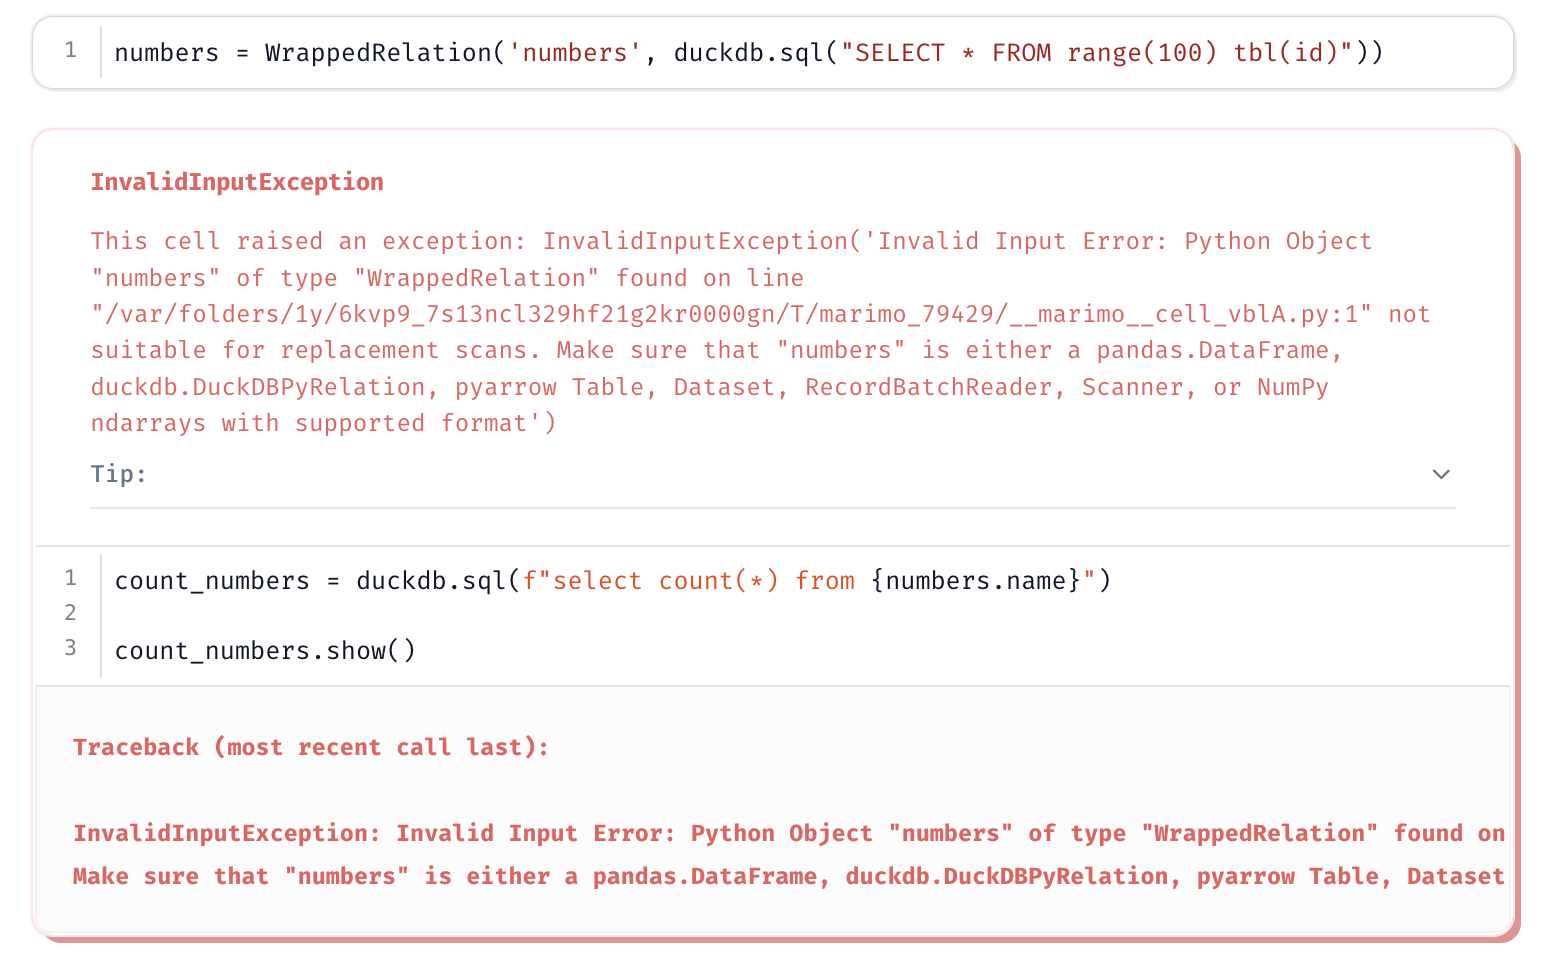 1 numbers = WrappedRelation('numbers', duckdb.sql("SELECT * FROM range(100) tbl(id)"))
InvalidInputException
This cell raised an exception: InvalidInputException('Invalid Input Error: Python Object
"numbers" of type "WrappedRelation" found on line
"/var/folders/1y/6kvp9_7s13ncl329hf21g2kr0000gn/T/marimo_79429/__marimo__cell_vblA.py:1" not
suitable for replacement scans. Make sure that "numbers" is either a pandas.DataFrame,
duckdb.DuckDBPyRelation, pyarrow Table, Dataset, RecordBatchReader, Scanner, or NumPy
ndarrays with supported format')
Tip:
1 count_numbers = duckdb.sql(f"select count(*) from {numbers.name}")
2
3 count_numbers.show()
Traceback (most recent call last):
InvalidInputException: Invalid Input Error: Python Object "numbers" of type "WrappedRelation" found on
Make sure that "numbers" is either a pandas.DataFrame, duckdb.DuckDBPyRelation, pyarrow Table, Dataset